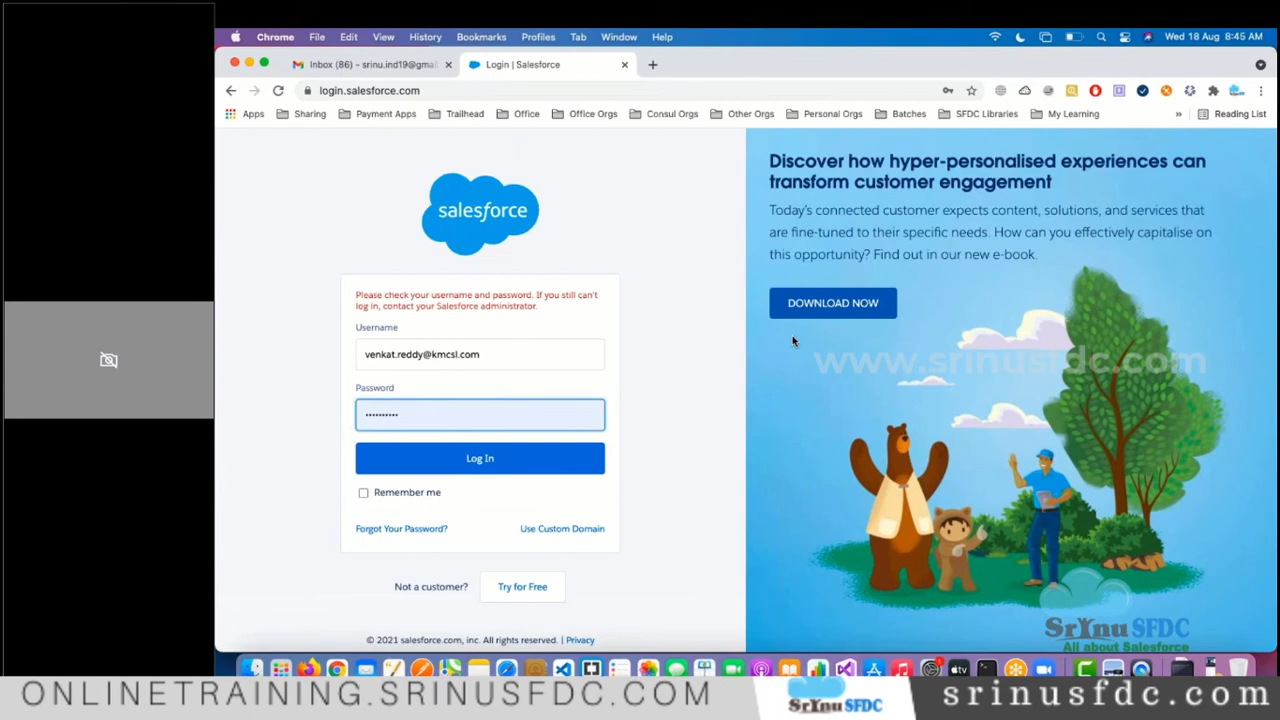 Chrome File Edit View History Bookmarks Profiles Tab Window Help Wed 18 Aug 8:45 AM
Inbox (86) - srinu.ind19@gmai Login | Salesforce
login.salesforce.com
Apps Sharing Payment Apps Trailhead Office Office Orgs Consul Orgs Other Orgs Personal Orgs Batches SFDC Libraries My Learning » Reading List
salesforce
Please check your username and password. If you still can't
log in, contact your Salesforce administrator.
Username
venkat.reddy@kmcsl.com
Password
••••••••••
Log In
Remember me
Forgot Your Password? Use Custom Domain
Not a customer? Try for Free
© 2021 salesforce.com, inc. All rights reserved. | Privacy
Discover how hyper-personalised experiences can
transform customer engagement
Today's connected customer expects content, solutions, and services that
are fine-tuned to their specific needs. How can you effectively capitalise on
this opportunity? Find out in our new e-book.
DOWNLOAD NOW
www.srinusfdc.com
SrYnu SFDC
All about Salesforce
tv
ONLINETRAINING.SRINUSFDC.COM
SrYnu SFDC
srinusfdc.com